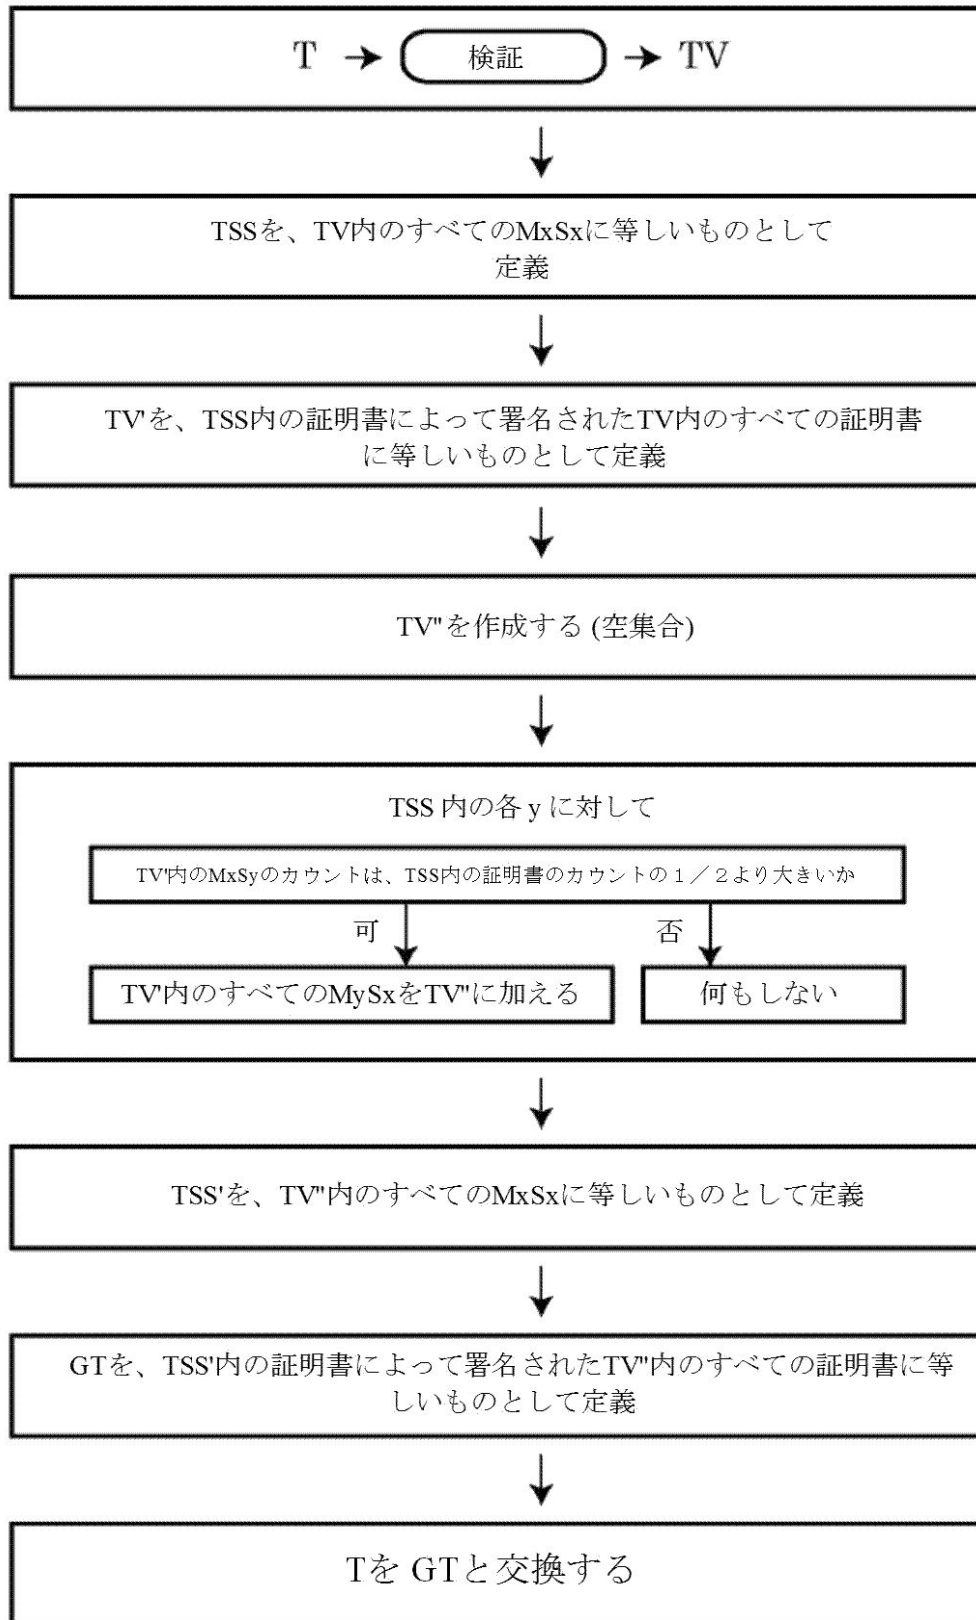 T → 検証 → TV
TSSを、TV内のすべてのMxSxに等しいものとして
定義
TV'を、TSS内の証明書によって署名されたTV内のすべての証明書
に等しいものとして定義
TV"を作成する (空集合)
TSS 内の各 y に対して
TV'内のMxSyのカウントは、TSS内の証明書のカウントの１／２より大きいか
可 否
TV'内のすべてのMySxをTV"に加える 何もしない
TSS'を、TV"内のすべてのMxSxに等しいものとして定義
GTを、TSS'内の証明書によって署名されたTV"内のすべての証明書に等
しいものとして定義
TをGTと交換する